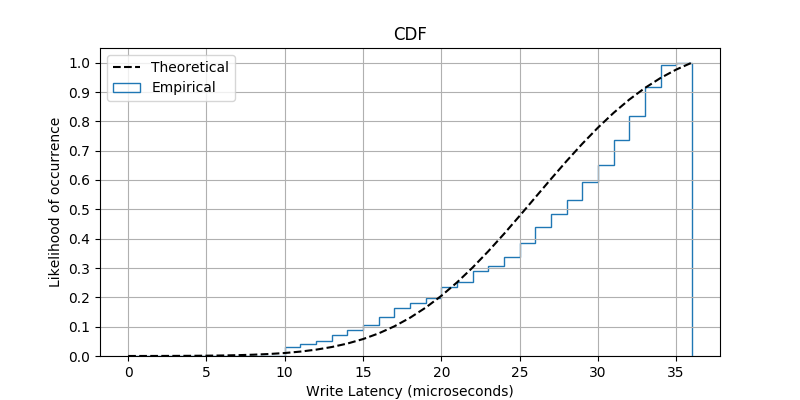 CDF
Theoretical
Empirical
Likelihood of occurrence
1.0
0.9
0.8
0.7
0.6
0.5
0.4
0.3
0.2
0.1
0.0
0 5 10 15 20 25 30 35
Write Latency (microseconds)